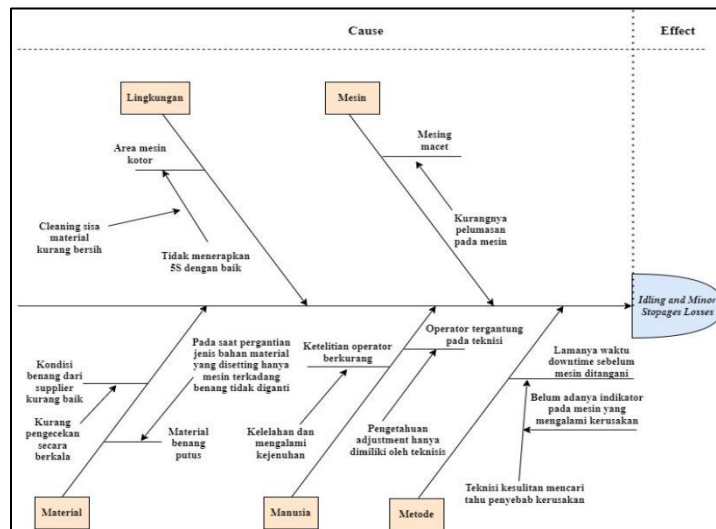 Cause
Effect
Lingkungan
Mesin
Area mesin
kotor
Mesing
macet
Cleaning sisa
material
kurang bersih
Kurangnya
pelumasan
pada mesin
Tidak menerapkan
5S dengan baik
Idling and Minor
Stopages Losses
Pada saat pergantian
jenis bahan material
yang disetting hanya
mesin terkadang
benang tidak diganti
Ketelitian operator
berkurang
Operator tergantung
pada teknisi
Lamanya waktu
downtime sebelum
mesin ditangani
Kondisi
benang dari
supplier
kurang baik
Belum adanya indikator
pada mesin yang
mengalami kerusakan
Kurang
pengecekan
secara
berkala
Material
benang
putus
Kelelahan dan
mengalami
kejenuhan
Pengetahuan
adjustment hanya
dimiliki oleh teknisis
Teknisi kesulitan mencari
tahu penyebab kerusakan
Material
Manusia
Metode